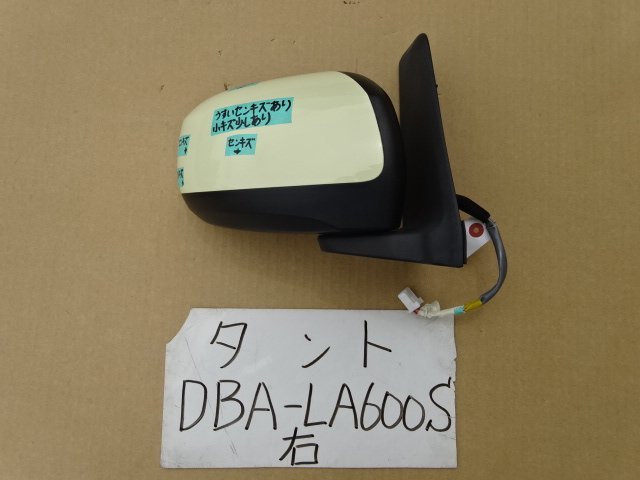 うすいセンキズあり
小キズ少しあり
センキズ
タント
DBA-LA600S
右